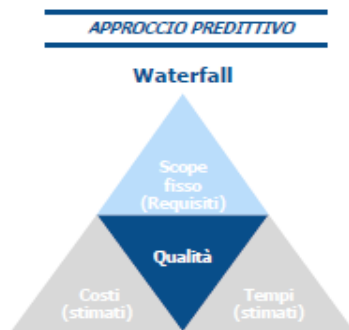 APPROCCIO PREDITTIVO
Waterfall
Scope
fisso
(Requisiti)
Qualità
Costi
(stimati)
Tempi
(stimati)